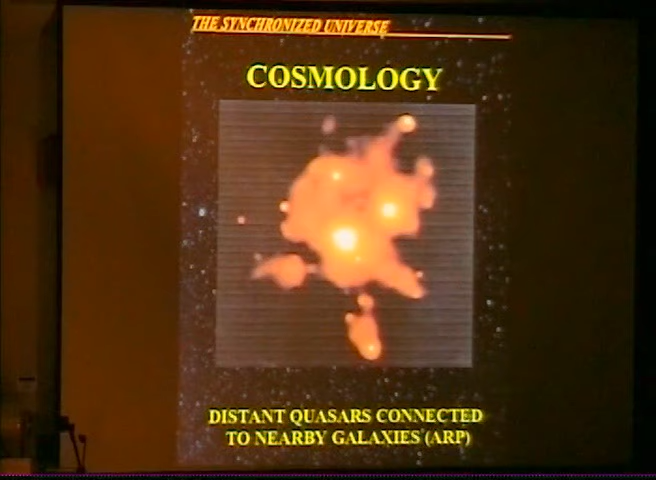 THE SYNCHRONIZED UNIVERSE
COSMOLOGY
DISTANT QUASARS CONNECTED
TO NEARBY GALAXIES (ARP)